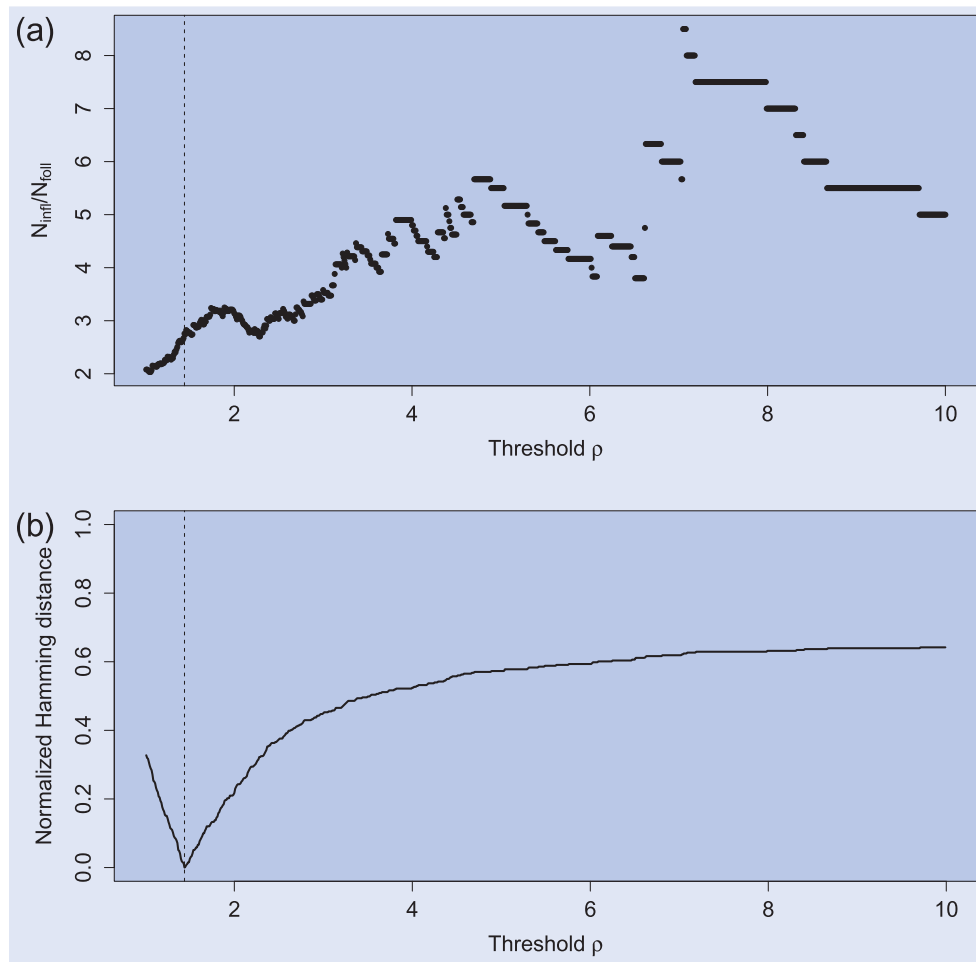 (a)
N_infl/N_foll
8
7
6
5
4
3
2
2 4 6 8 10
Threshold ρ
(b)
Normalized Hamming distance
1.0
0.8
0.6
0.4
0.2
0.0
2 4 6 8 10
Threshold ρ